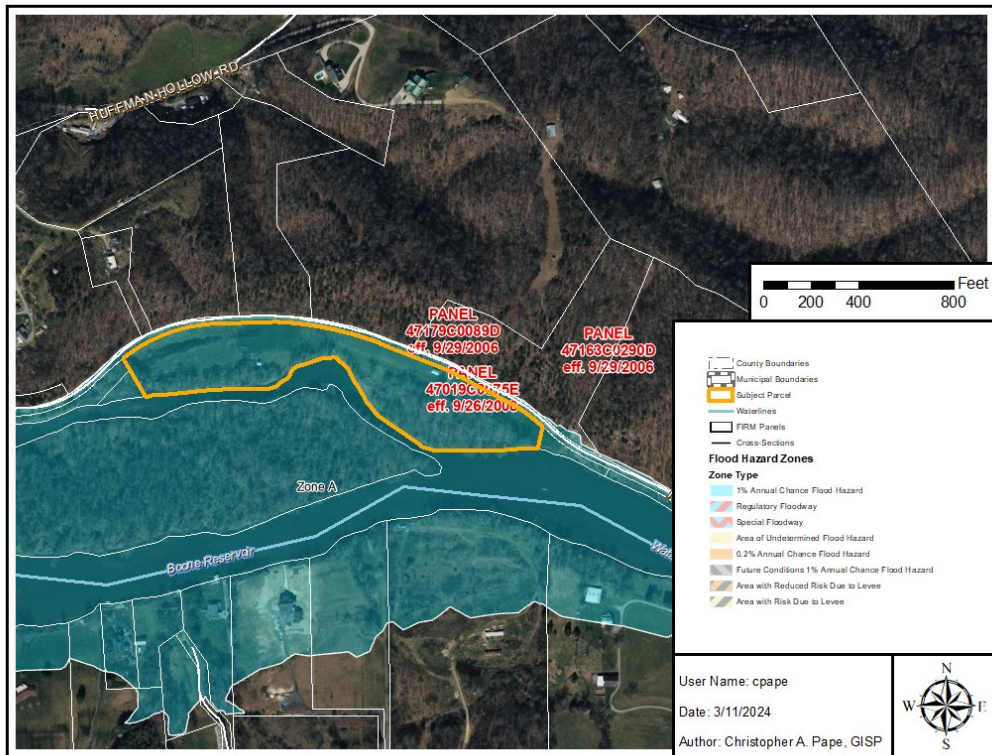 HUFFMAN HOLLOW RD
PANEL
47179C0089D
eff. 9/29/2006
PANEL
47163C0290D
eff. 9/29/2006
PANEL
eff. 9/26/2008
Zone A
Boone Reservoir
Feet
0 200 400 800
County Boundaries
Municipal Boundaries
Subject Parcel
Waterlines
FIRM Panels
Cross-Sections
Flood Hazard Zones
Zone Type
1% Annual Chance Flood Hazard
Regulatory Floodway
Special Floodway
Area of Undetermined Flood Hazard
0.2% Annual Chance Flood Hazard
Future Conditions 1% Annual Chance Flood Hazard
Area with Reduced Risk Due to Levee
Area with Risk Due to Levee
User Name: cpape
Date: 3/11/2024
Author: Christopher A. Pape, GISP
N
W E
S